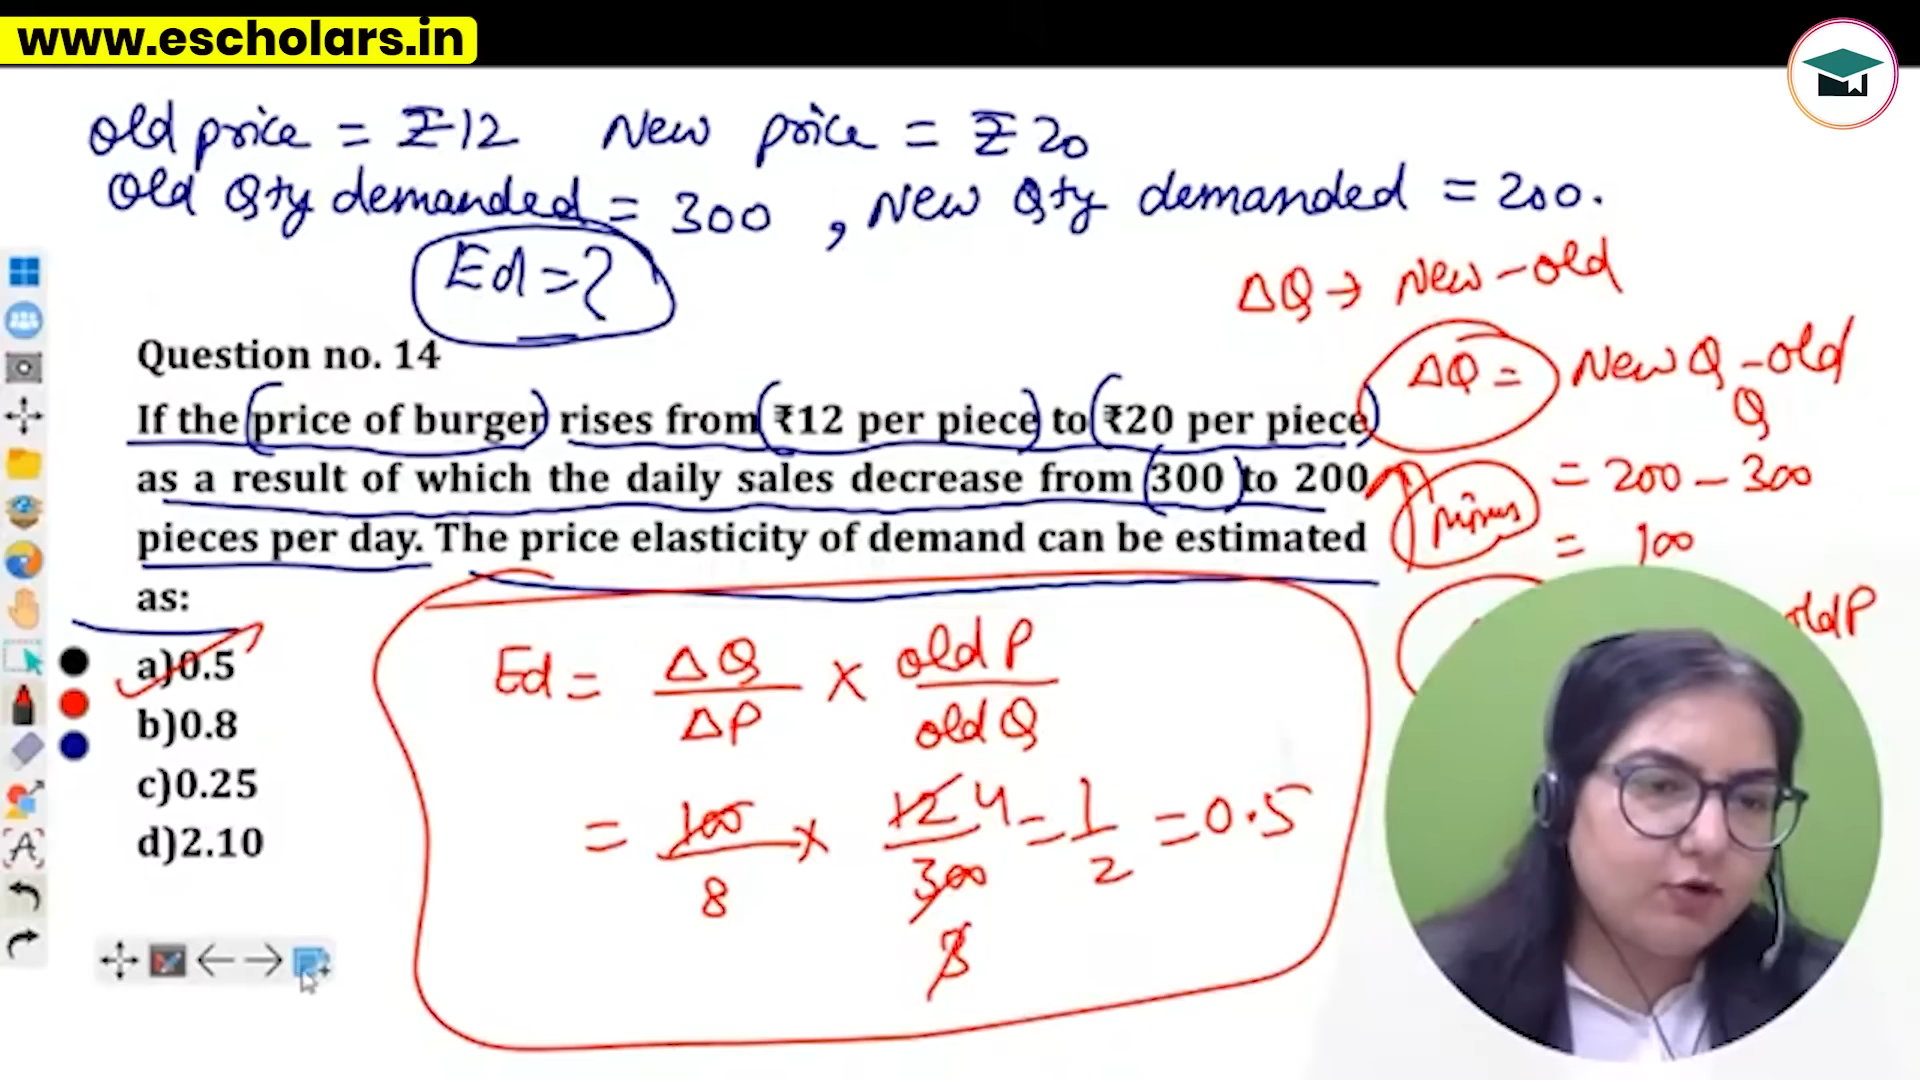 www.escholars.in
old price = ₹12 New price = ₹20
Old Qty demanded = 300 , New Qty demanded = 200.
Ed = ?
ΔQ → New - old
ΔQ = New Q - old Q
= 200 - 300
minus
= 100
old P
Question no. 14
If the price of burger rises from ₹12 per piece to ₹20 per piece
as a result of which the daily sales decrease from 300 to 200
pieces per day. The price elasticity of demand can be estimated
as:
a)0.5
b)0.8
c)0.25
d)2.10
Ed = ΔQ/ΔP × old P/old Q
= 100/8 × 12 4/300 3 = 1/2 = 0.5